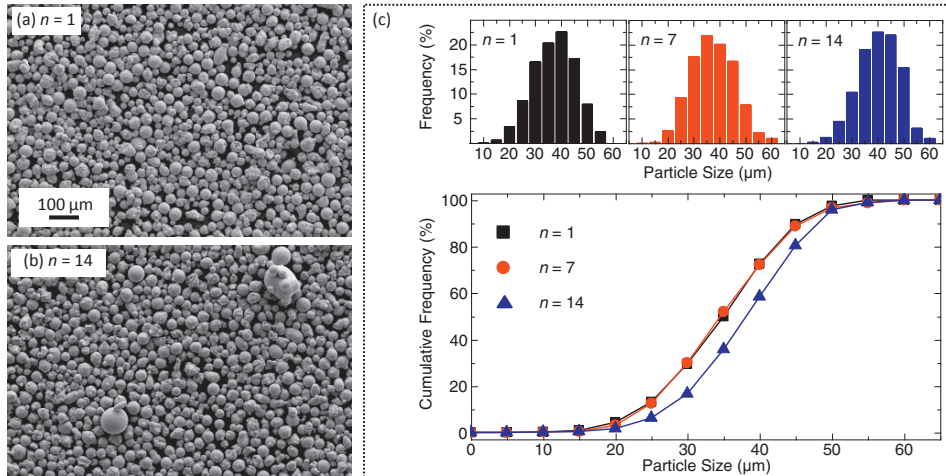 (a) n = 1
100 µm
(b) n = 14
(c)
n = 1
n = 7
n = 14
Frequency (%)
20
15
10
5
10 20 30 40 50 60
10 20 30 40 50 60
10 20 30 40 50 60
Particle Size (µm)
Cumulative Frequency (%)
100
80
60
40
20
0
n = 1
n = 7
n = 14
0 10 20 30 40 50 60
Particle Size (µm)